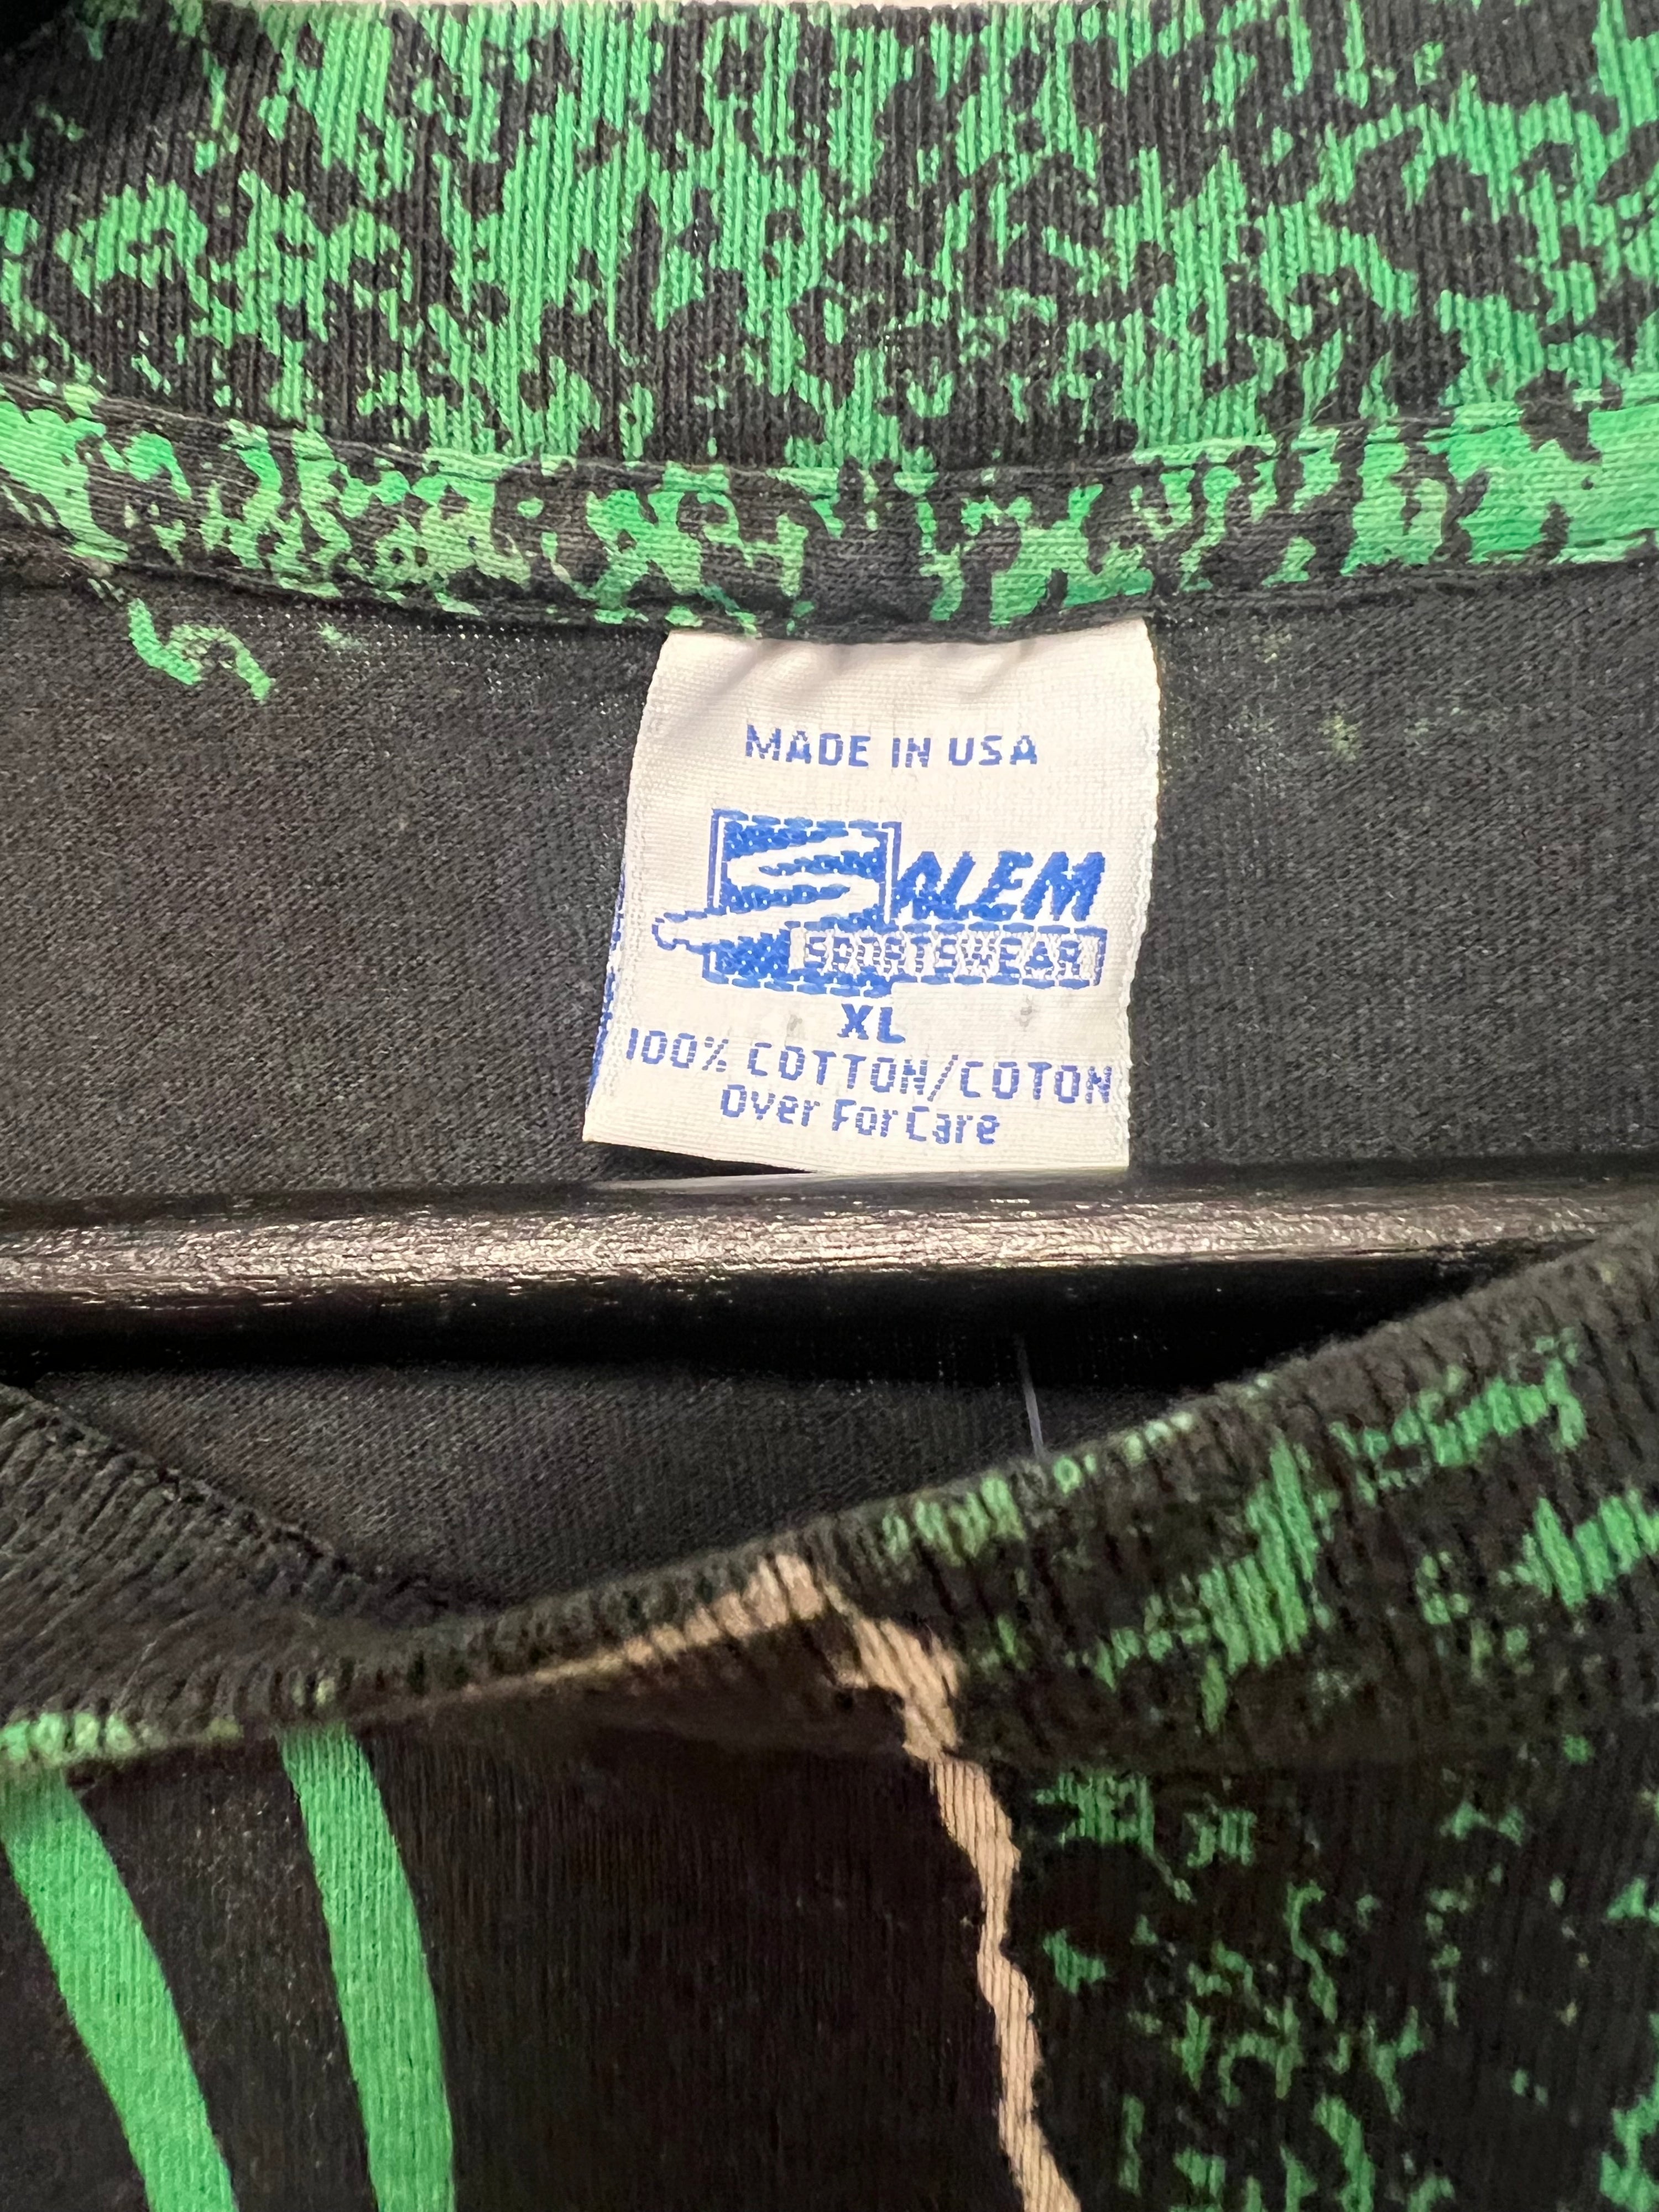 MADE IN USA
SALEM
SPORTSWEAR
XL
100% COTTON/COTON
Over For Care